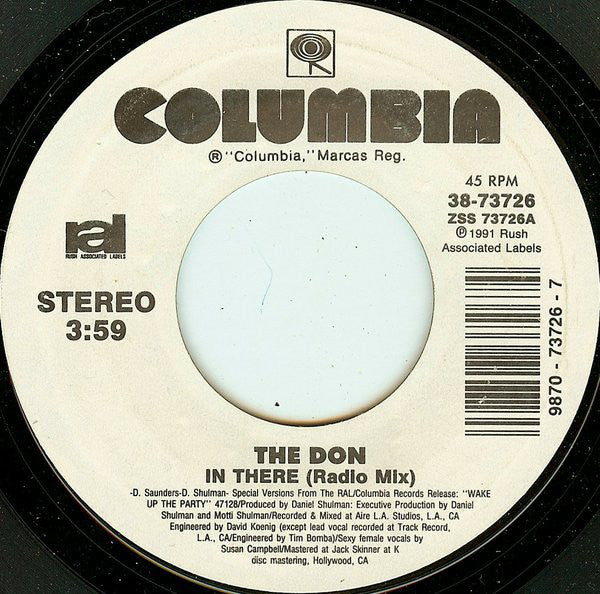 COLUMBIA
®"Columbia," Marcas Reg.
45 RPM
38-73726
ZSS 73726A
℗ 1991 Rush
Associated Labels
ral
RUSH ASSOCIATED LABELS
STEREO
3:59
9870 - 73726 - 7
THE DON
IN THERE (Radio Mix)
-D. Saunders-D. Shulman- Special Versions From The RAL/Columbia Records Release: "WAKE
UP THE PARTY" 47128/Produced by Daniel Shulman: Executive Production by Daniel
Shulman and Motti Shulman/Recorded & Mixed at Aire L.A. Studios, L.A., CA
Engineered by David Koenig (except lead vocal recorded at Track Record,
L.A., CA/Engineered by Tim Bomba)/Sexy female vocals by
Susan Campbell/Mastered at Jack Skinner at K
disc mastering, Hollywood, CA